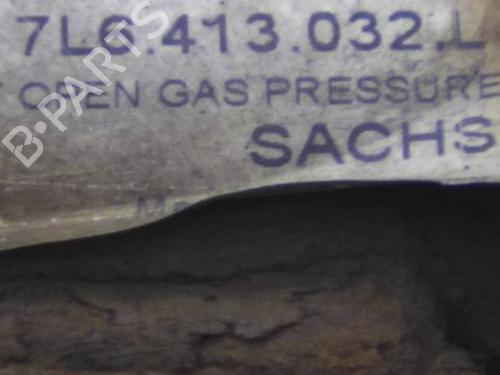 7L6.413.032.L
OPEN GAS PRESSURE
SACHS
B-PARTS